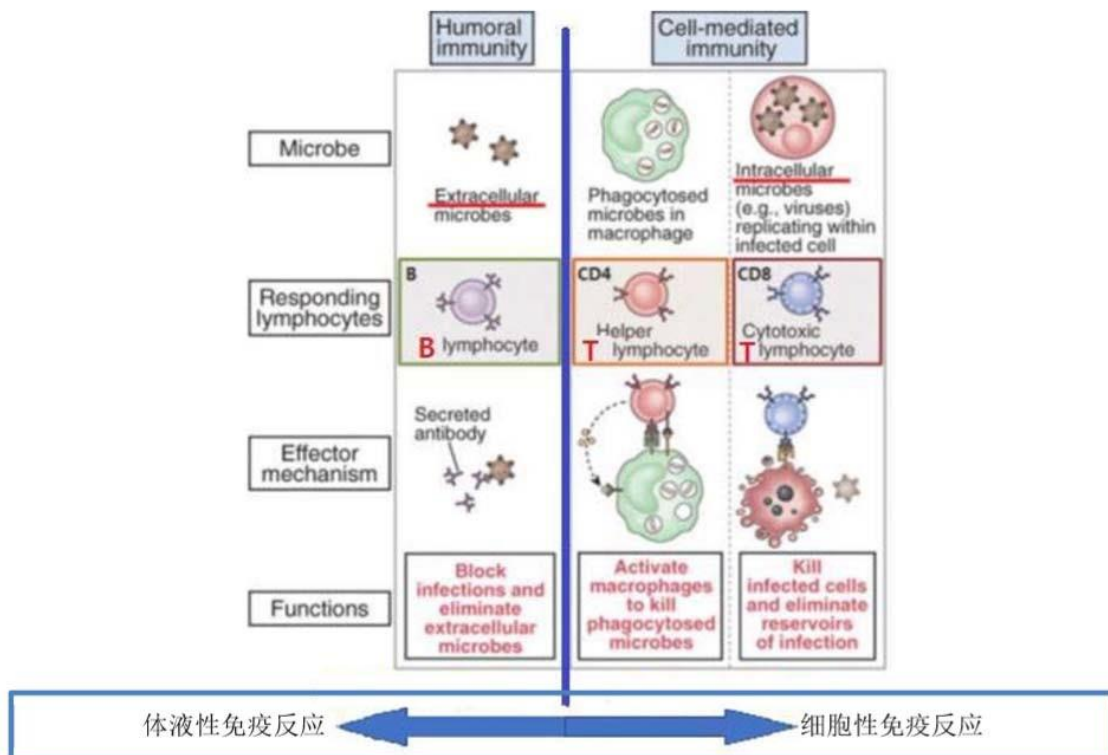 Humoral
immunity
Cell-mediated
immunity
Microbe
Extracellular
microbes
Phagocytosed
microbes in
macrophage
Intracellular
microbes
(e.g., viruses)
replicating within
infected cell
Responding
lymphocytes
B
B lymphocyte
CD4
Helper
T lymphocyte
CD8
Cytotoxic
T lymphocyte
Effector
mechanism
Secreted
antibody
Functions
Block
infections and
eliminate
extracellular
microbes
Activate
macrophages
to kill
phagocytosed
microbes
Kill
infected cells
and eliminate
reservoirs
of infection
体液性免疫反应
细胞性免疫反应